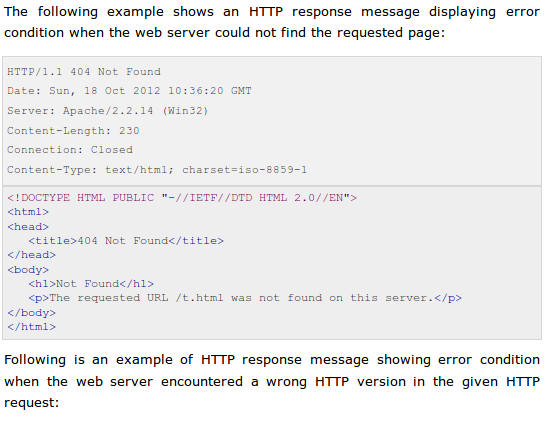 The following example shows an HTTP response message displaying error
condition when the web server could not find the requested page:
HTTP/1.1 404 Not Found
Date: Sun, 18 Oct 2012 10:36:20 GMT
Server: Apache/2.2.14 (Win32)
Content-Length: 230
Connection: Closed
Content-Type: text/html; charset=iso-8859-1
<!DOCTYPE HTML PUBLIC "-//IETF//DTD HTML 2.0//EN">
<html>
<head>
   <title>404 Not Found</title>
</head>
<body>
   <h1>Not Found</h1>
   <p>The requested URL /t.html was not found on this server.</p>
</body>
</html>
Following is an example of HTTP response message showing error condition
when the web server encountered a wrong HTTP version in the given HTTP
request: